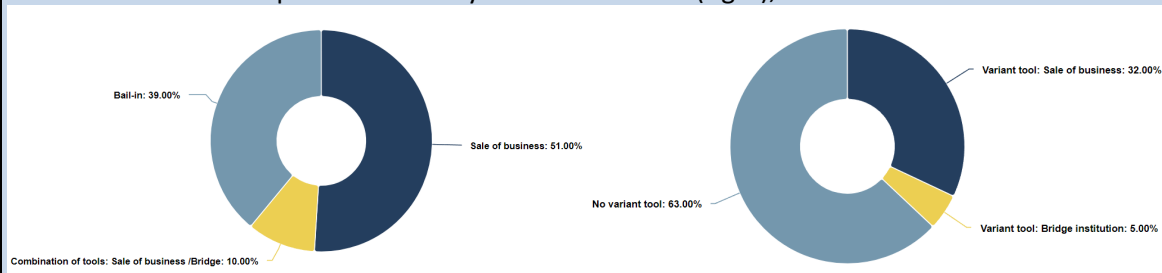 Bail-in: 39.00%
Sale of business: 51.00%
Combination of tools: Sale of business /Bridge: 10.00%
Variant tool: Sale of business: 32.00%
No variant tool: 63.00%
Variant tool: Bridge institution: 5.00%